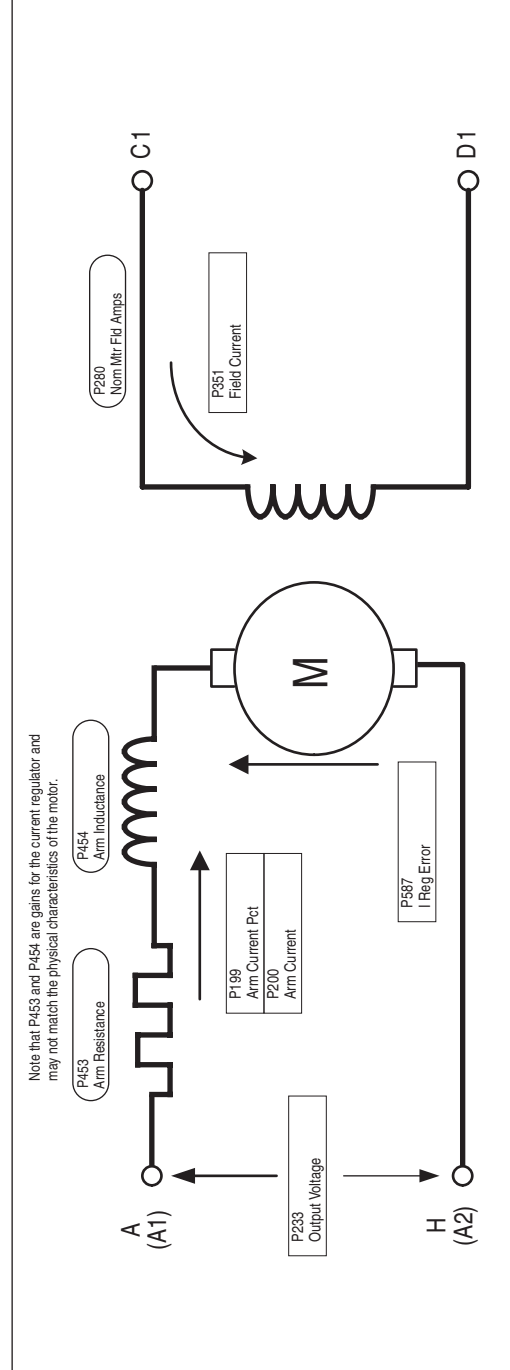 Note that P453 and P454 are gains for the current regulator and
may not match the physical characteristics of the motor.
P453
Arm Resistance
P454
Arm Inductance
P280
Nom Mtr Fld Amps
A
(A1)
C1
P199
Arm Current Pct
P200
Arm Current
P351
Field Current
M
P233
Output Voltage
P587
I Reg Error
H
(A2)
D1